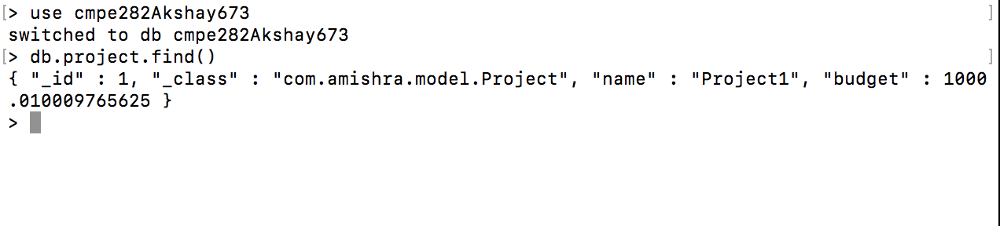 [> use cmpe282Akshay673 ]
switched to db cmpe282Akshay673
[> db.project.find() ]
{ "_id" : 1, "_class" : "com.amishra.model.Project", "name" : "Project1", "budget" : 1000
.010009765625 }
>